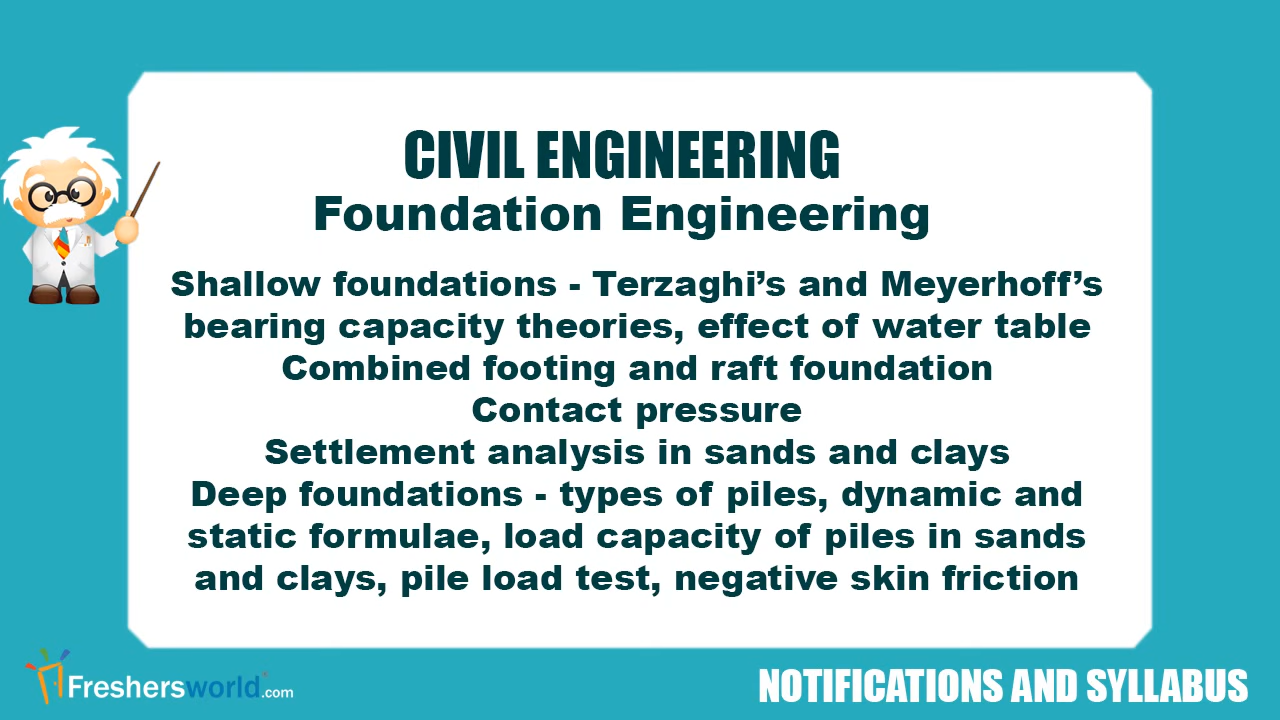 CIVIL ENGINEERING
Foundation Engineering
Shallow foundations - Terzaghi’s and Meyerhoff’s
bearing capacity theories, effect of water table
Combined footing and raft foundation
Contact pressure
Settlement analysis in sands and clays
Deep foundations - types of piles, dynamic and
static formulae, load capacity of piles in sands
and clays, pile load test, negative skin friction
Freshersworld.com
NOTIFICATIONS AND SYLLABUS